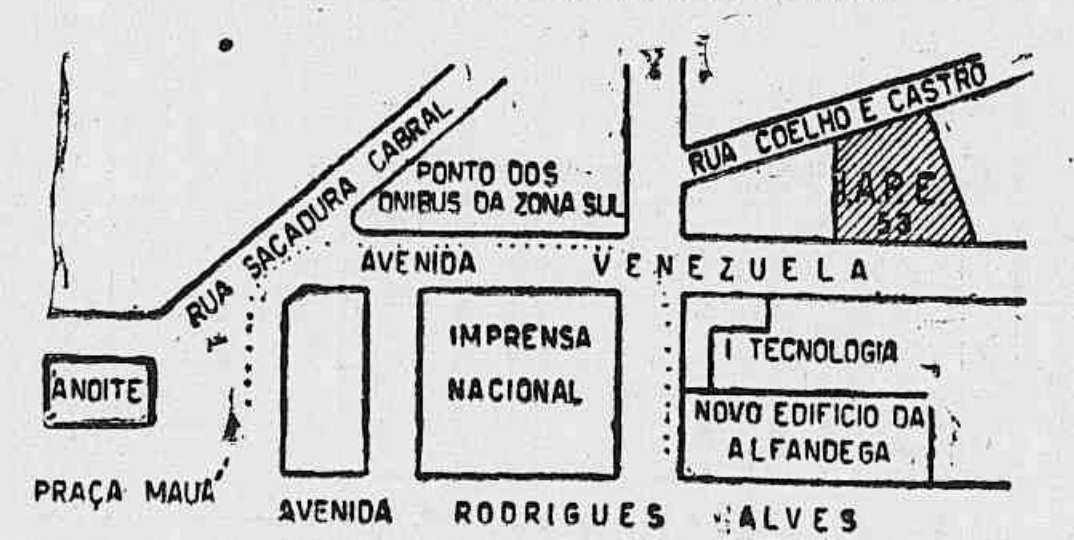 RUA COELHO E CASTRO
RUA SACADURA CABRAL
PONTO DOS
ONIBUS DA ZONA SUL
I.A.P.E.
53
AVENIDA VENEZUELA
IMPRENSA
NACIONAL
I TECNOLOGIA
ANOITE
NOVO EDIFICIO DA
ALFANDEGA
PRAÇA MAUÁ
AVENIDA RODRIGUES ALVES